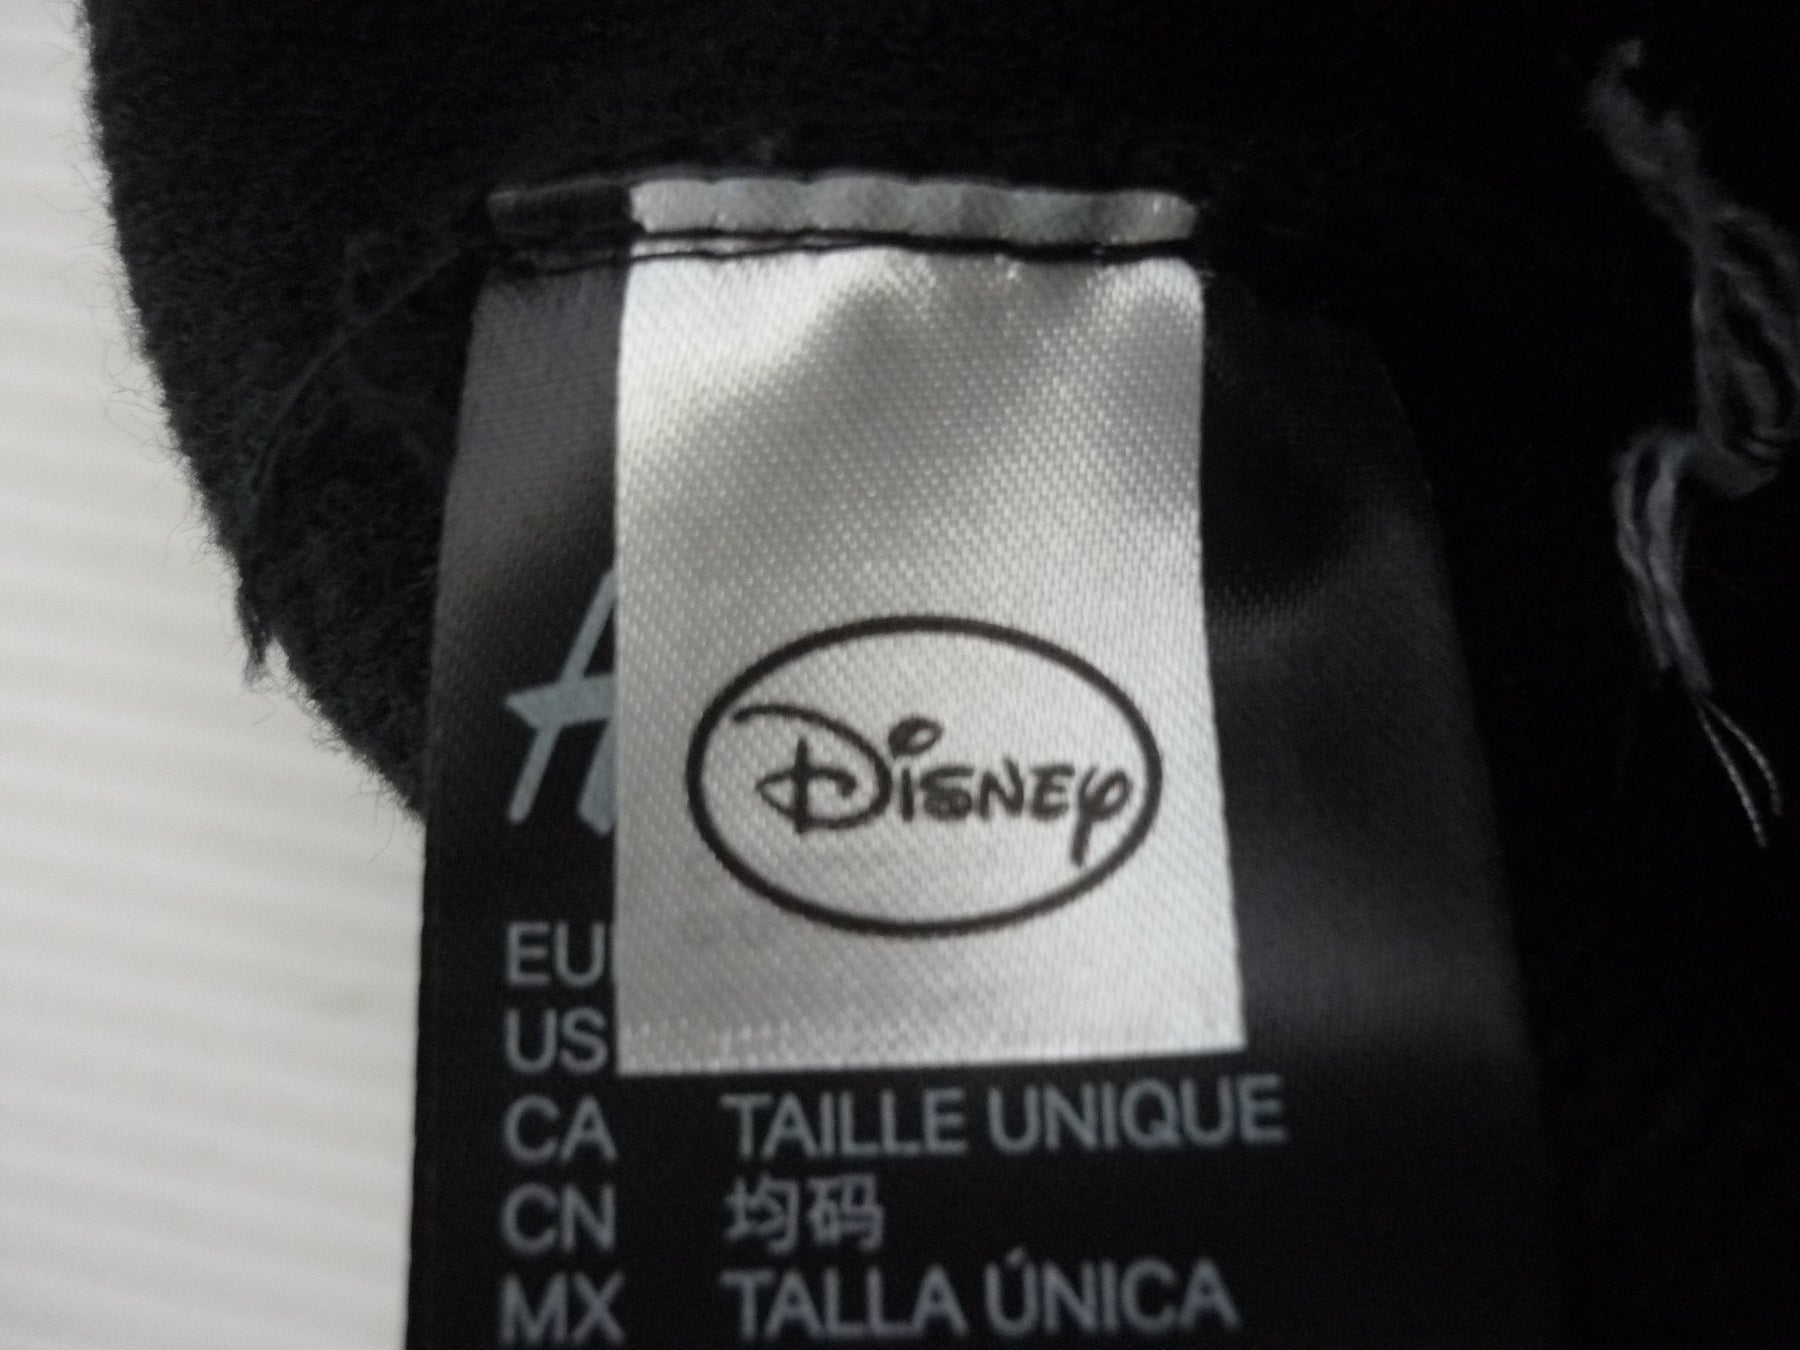 H
DISNEY
EU
US
CA TAILLE UNIQUE
CN 均码
MX TALLA ÚNICA